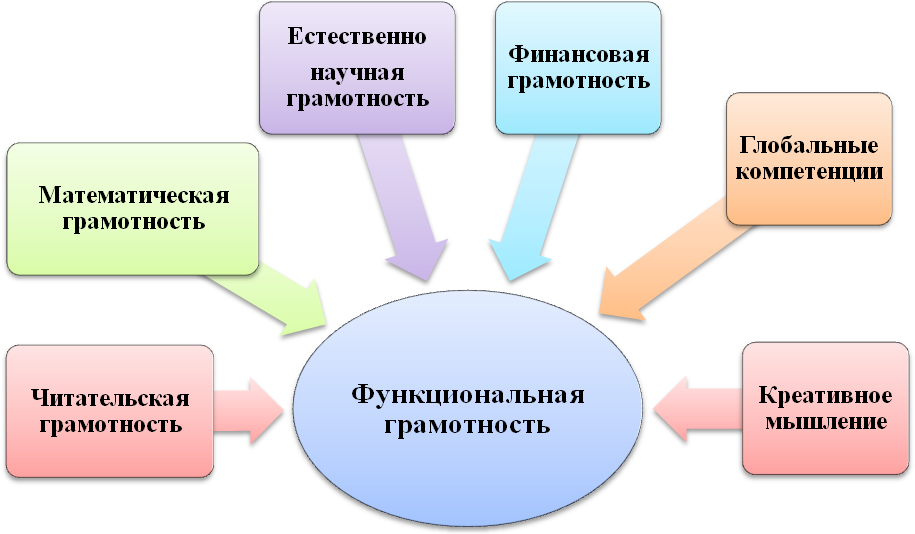 Естественно
научная
грамотность
Финансовая
грамотность
Глобальные
компетенции
Математическая
грамотность
Читательская
грамотность
Функциональная
грамотность
Креативное
мышление